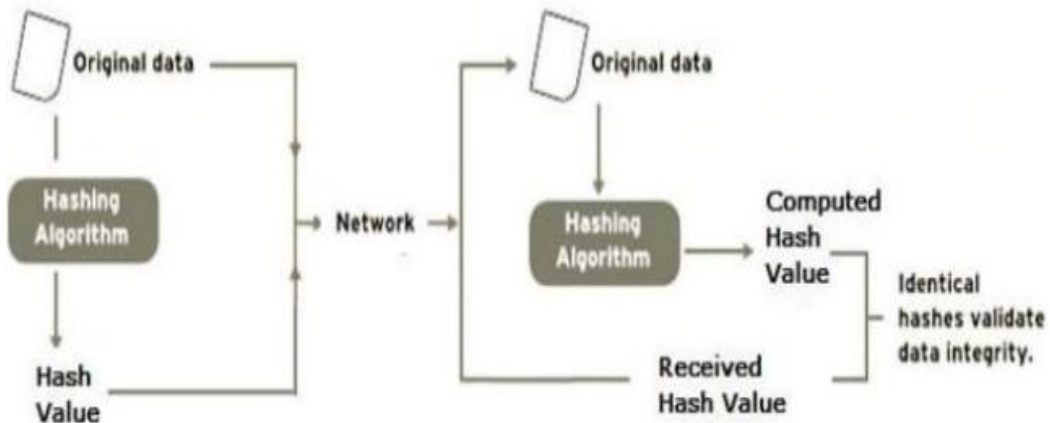 Original data
Hashing
Algorithm
Hash
Value
Network
Original data
Hashing
Algorithm
Computed
Hash
Value
Received
Hash Value
Identical
hashes validate
data integrity.